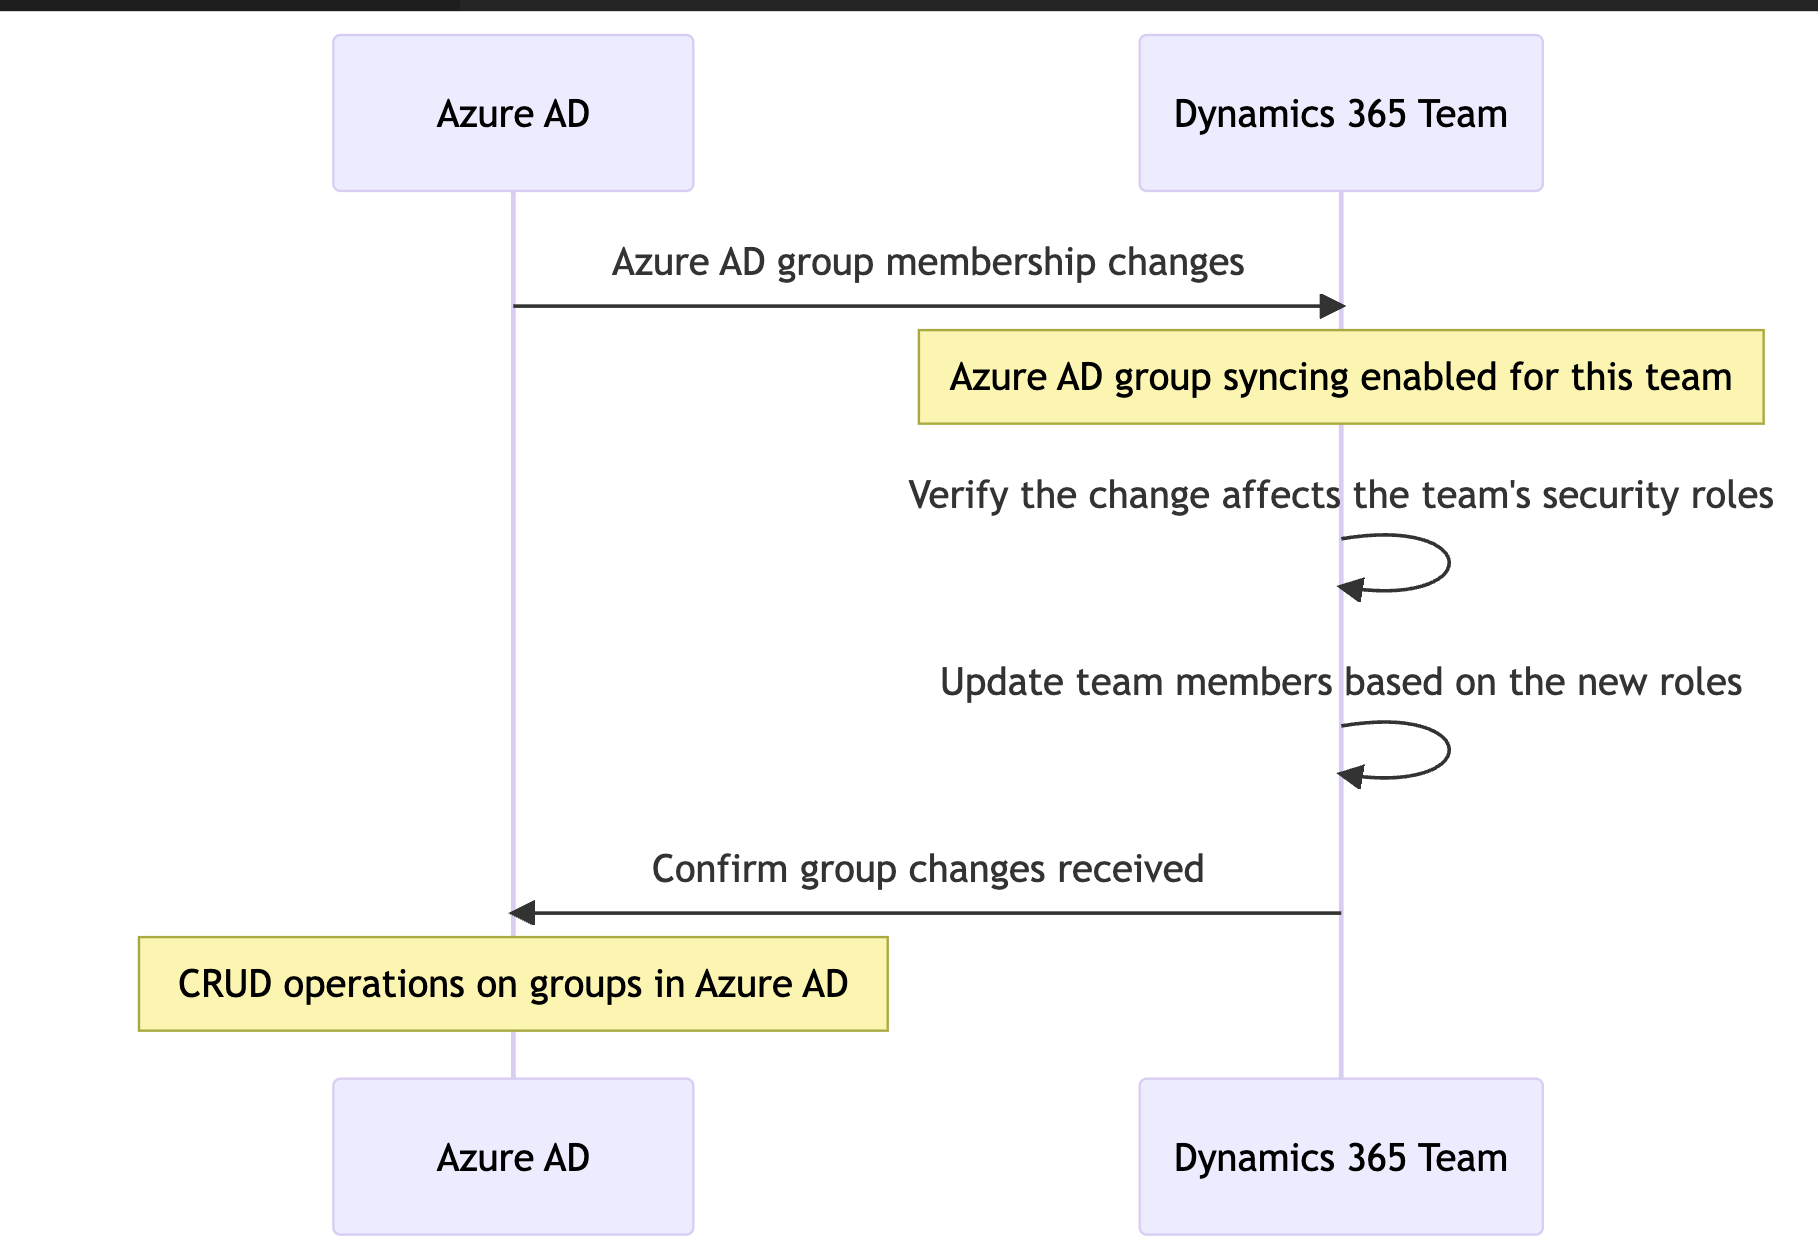 Azure AD
Dynamics 365 Team
Azure AD group membership changes
Azure AD group syncing enabled for this team
Verify the change affects the team's security roles
Update team members based on the new roles
Confirm group changes received
CRUD operations on groups in Azure AD
Azure AD
Dynamics 365 Team